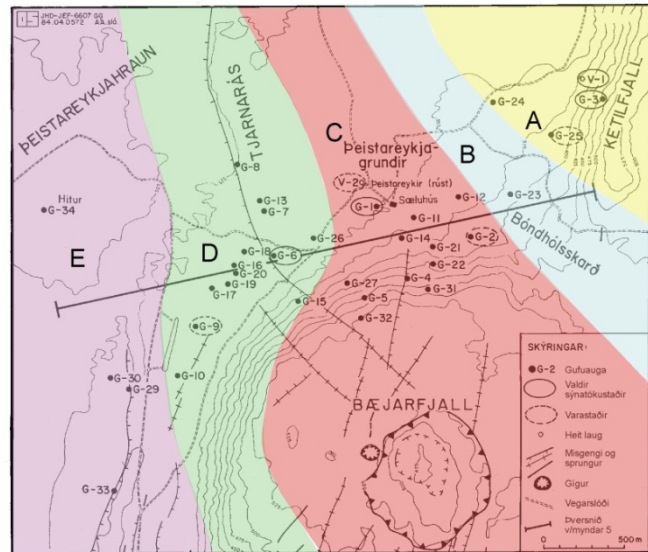 JHD-JEF-6607 GG
84.04.0572 AA.sló
ÞEISTAREYKJAHRAUN
TJARNARÁS
KETILFJALL
V-1
G-3
G-24
A
G-25
C
Þeistareykja-
grundir
B
G-8
V-29
Þeistareykir (rúst)
G-1
Sæluhús
G-12
G-23
Hitur
G-34
G-13
G-7
G-11
Bóndhólsskarð
E
D
G-26
G-14
G-2
G-18
G-6
G-21
G-16
G-20
G-22
G-19
G-17
G-27
G-4
G-31
G-15
G-5
G-9
G-32
G-30
G-29
G-10
G-33
BÆJARFJALL
SKÝRINGAR:
G-2 Gufuauga
Valdir
sýnatökustaðir
Varastaðir
Heit laug
Misgengi og
sprungur
Gígur
Vegarslóði
Þversnið
v/myndar 5
0
500 m